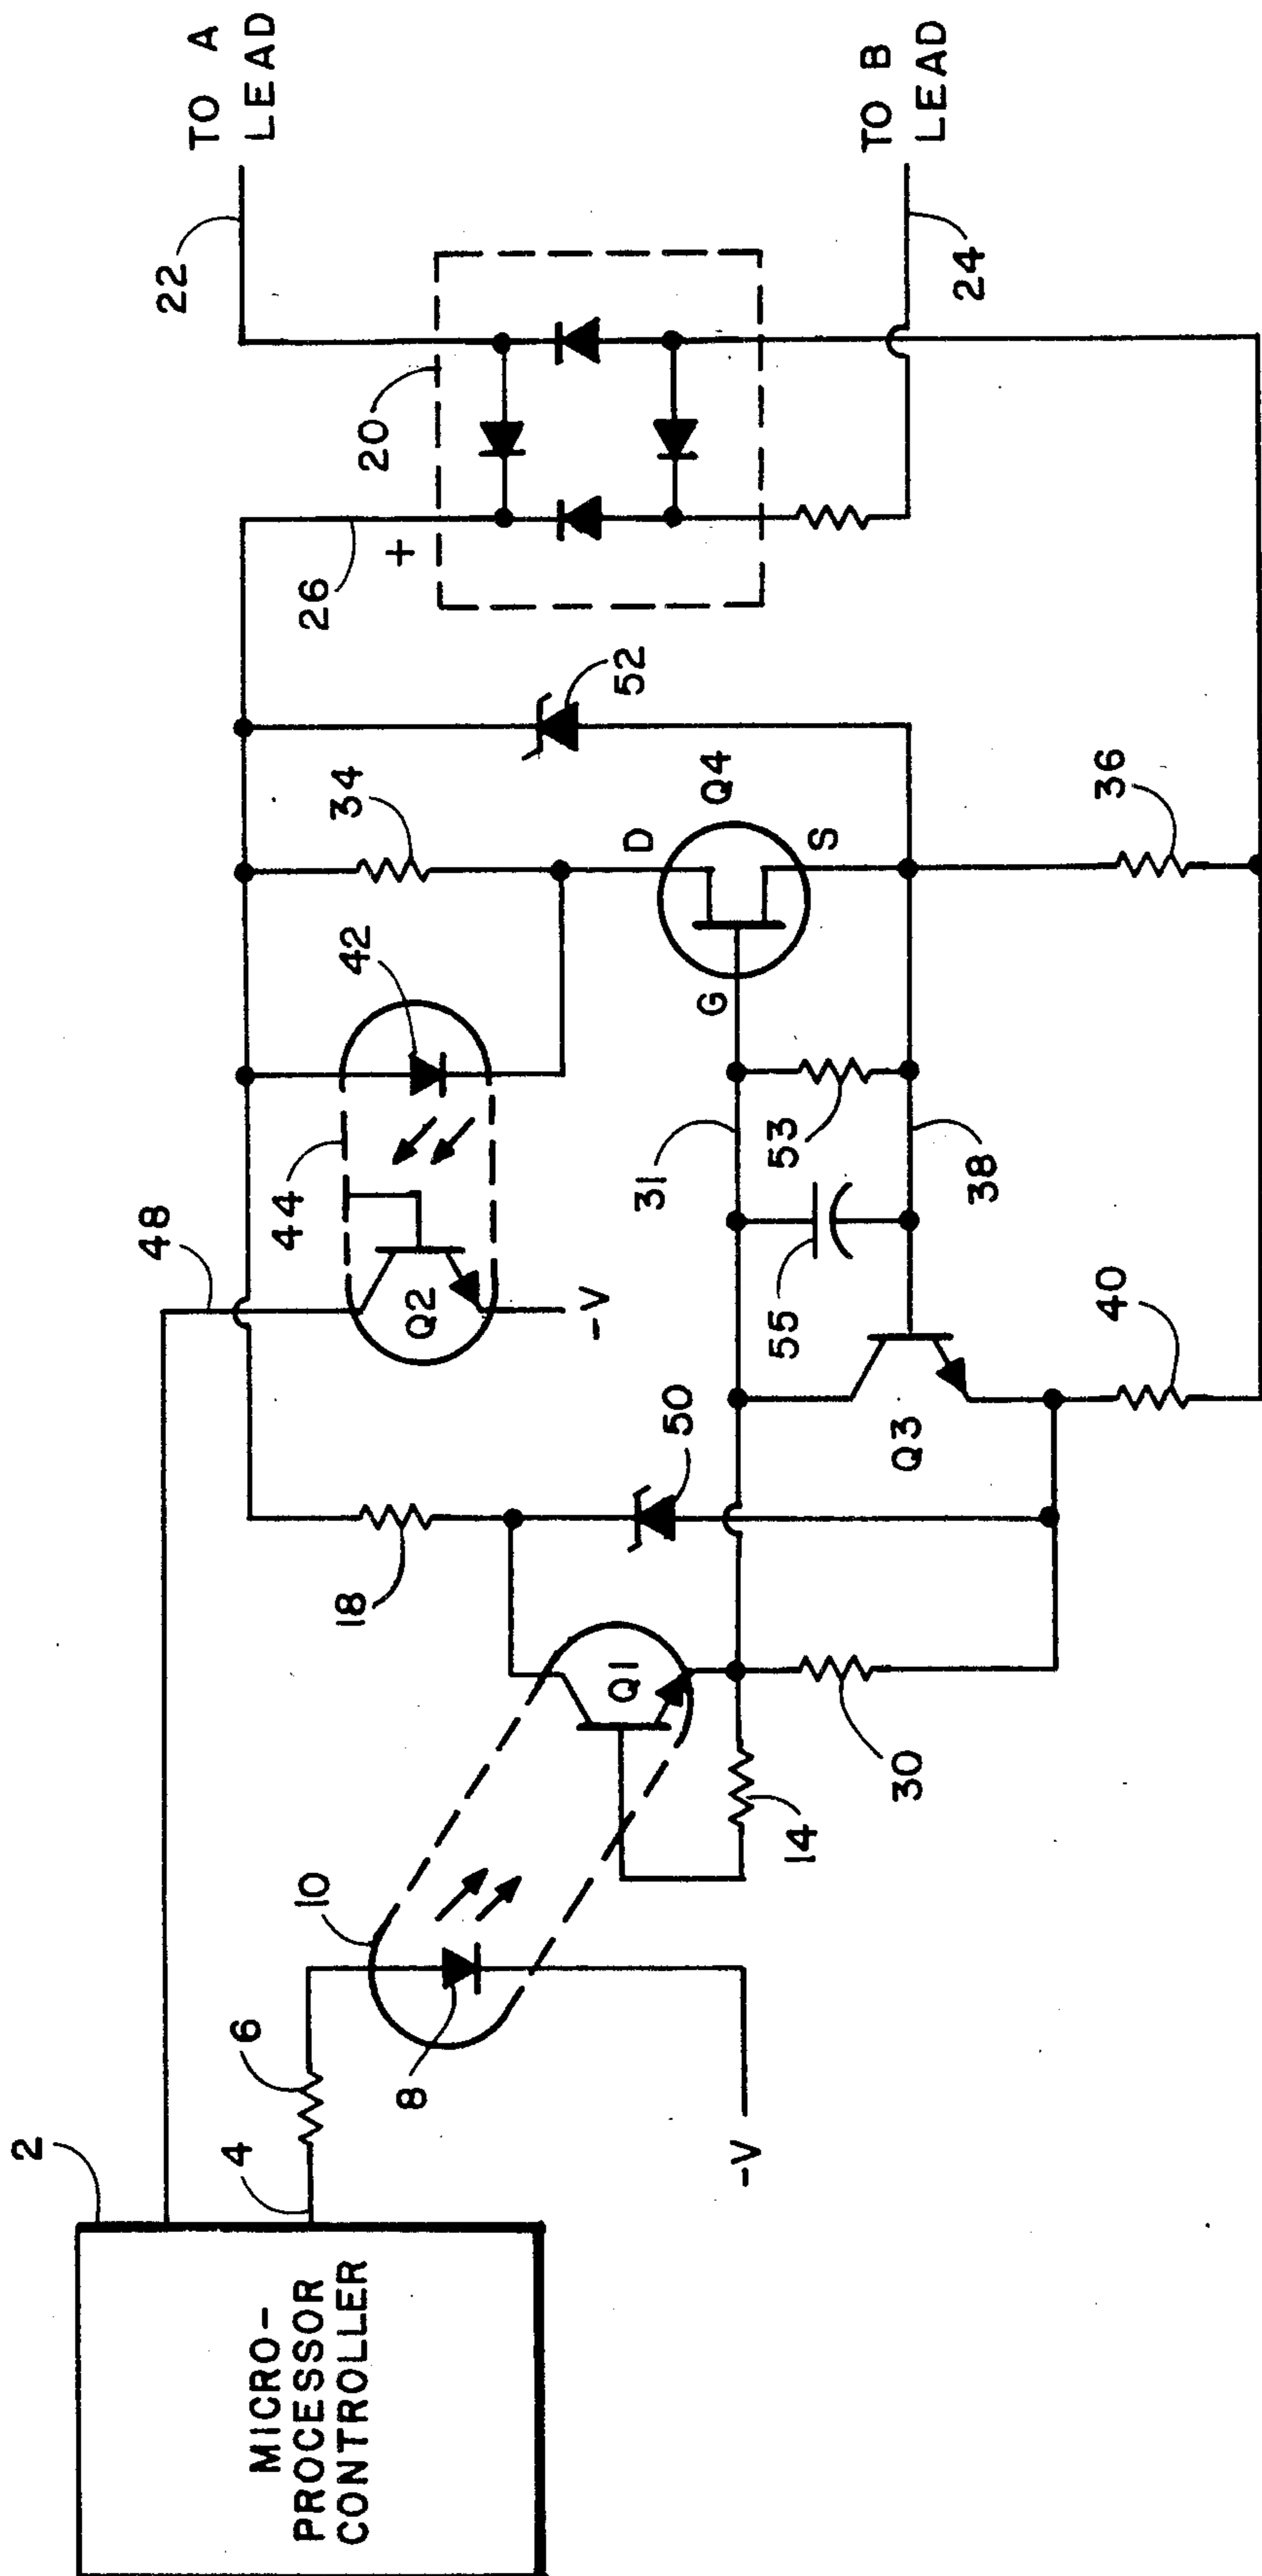 TO A
LEAD
22
TO B
LEAD
24
20
26
+
52
34
D
Q4
S
G
36
42
44
48
Q2
-V
31
53
38
55
40
50
Q3
18
Q1
30
14
10
8
6
4
2
-V
MICRO-
PROCESSOR
CONTROLLER